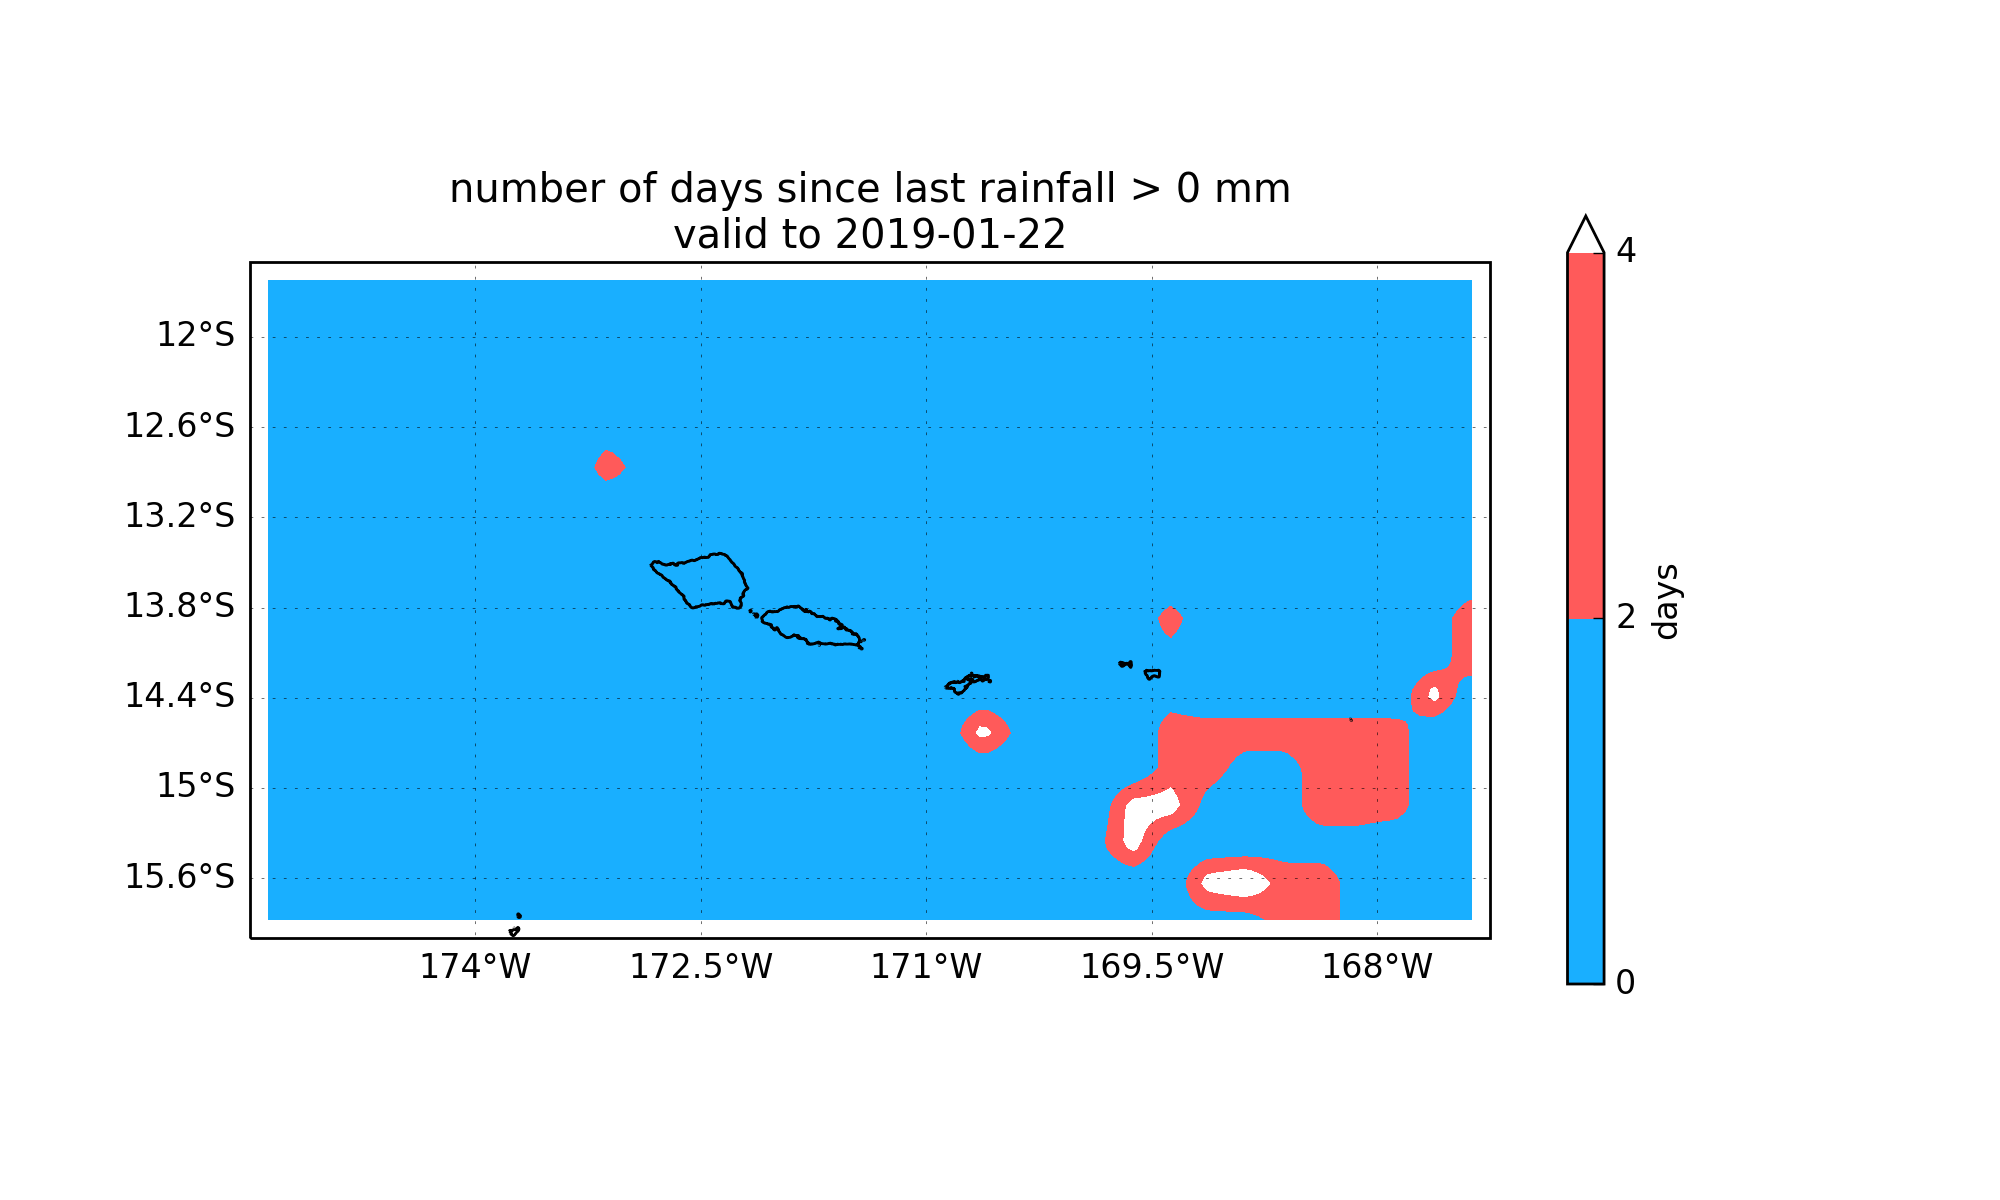 number of days since last rainfall > 0 mm
valid to 2019-01-22
12°S
12.6°S
13.2°S
13.8°S
14.4°S
15°S
15.6°S
174°W
172.5°W
171°W
169.5°W
168°W
4
2
0
days